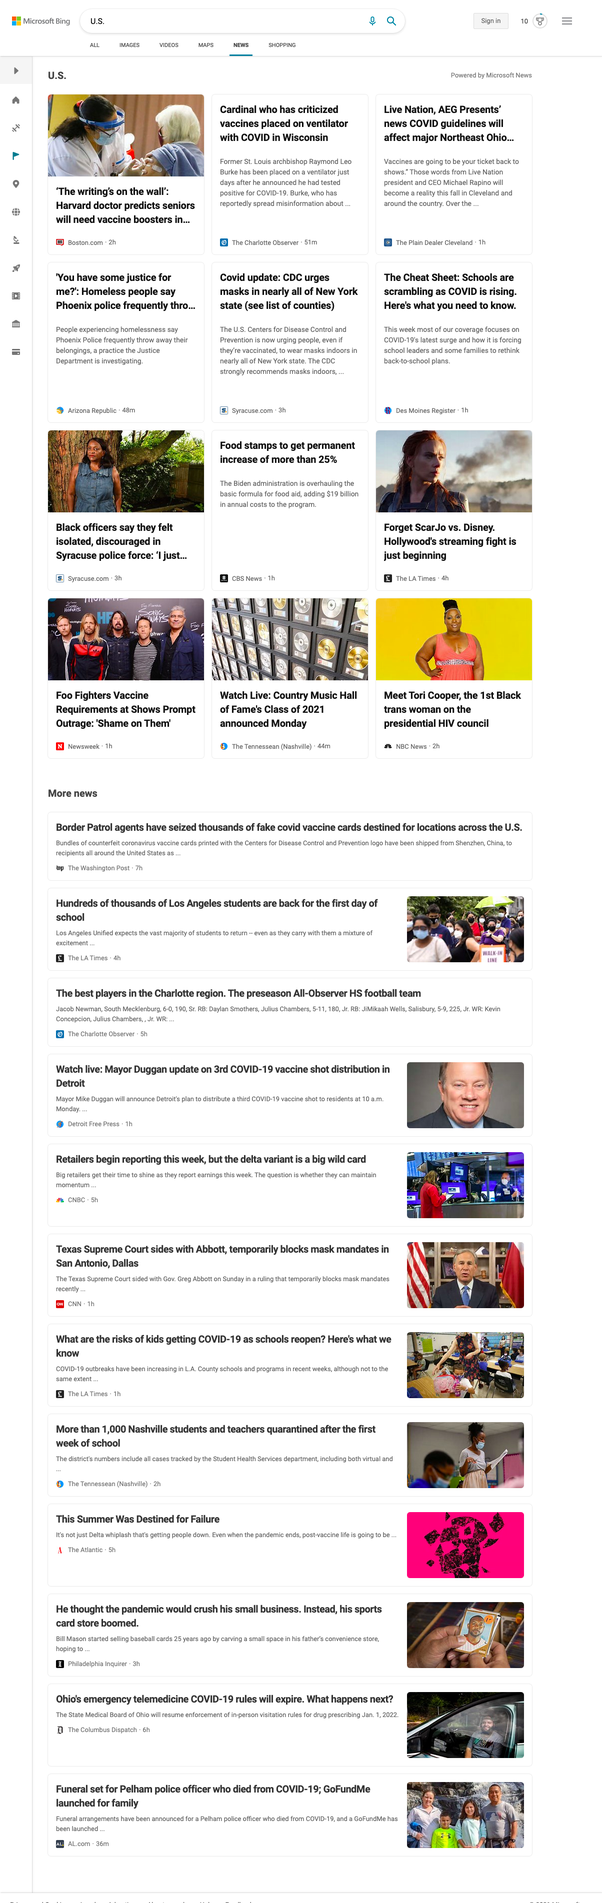 Microsoft Bing
U.S.
Sign in
10
ALL IMAGES VIDEOS MAPS NEWS SHOPPING
U.S.
Powered by Microsoft News
'The writing's on the wall':
Harvard doctor predicts seniors
will need vaccine boosters in...
Boston.com · 2h
Cardinal who has criticized
vaccines placed on ventilator
with COVID in Wisconsin
Former St. Louis archbishop Raymond Leo
Burke has been placed on a ventilator just
days after he announced he had tested
positive for COVID-19. Burke, who has
reportedly spread misinformation about ...
The Charlotte Observer · 51m
Live Nation, AEG Presents'
news COVID guidelines will
affect major Northeast Ohio...
Vaccines are going to be your ticket back to
shows." Those words from Live Nation
president and CEO Michael Rapino will
become a reality this fall in Cleveland and
around the country. Over the ...
The Plain Dealer Cleveland · 1h
'You have some justice for
me?': Homeless people say
Phoenix police frequently thro...
People experiencing homelessness say
Phoenix Police frequently throw away their
belongings, a practice the Justice
Department is investigating.
Arizona Republic · 48m
Covid update: CDC urges
masks in nearly all of New York
state (see list of counties)
The U.S. Centers for Disease Control and
Prevention is now urging people, even if
they're vaccinated, to wear masks indoors in
nearly all of New York state. The CDC
strongly recommends masks indoors, ...
Syracuse.com · 3h
The Cheat Sheet: Schools are
scrambling as COVID is rising.
Here's what you need to know.
This week most of our coverage focuses on
COVID-19's latest surge and how it is forcing
school leaders and some families to rethink
back-to-school plans.
Des Moines Register · 1h
Black officers say they felt
isolated, discouraged in
Syracuse police force: 'I just...
Syracuse.com · 3h
Food stamps to get permanent
increase of more than 25%
The Biden administration is overhauling the
basic formula for food aid, adding $19 billion
in annual costs to the program.
CBS News · 1h
Forget ScarJo vs. Disney.
Hollywood's streaming fight is
just beginning
The LA Times · 4h
Foo Fighters Vaccine
Requirements at Shows Prompt
Outrage: 'Shame on Them'
Newsweek · 1h
Watch Live: Country Music Hall
of Fame's Class of 2021
announced Monday
The Tennessean (Nashville) · 44m
Meet Tori Cooper, the 1st Black
trans woman on the
presidential HIV council
NBC News · 2h
More news
Border Patrol agents have seized thousands of fake covid vaccine cards destined for locations across the U.S.
Bundles of counterfeit coronavirus vaccine cards printed with the Centers for Disease Control and Prevention logo have been shipped from Shenzhen, China, to
recipients all around the United States as ...
The Washington Post · 7h
Hundreds of thousands of Los Angeles students are back for the first day of
school
Los Angeles Unified expects the vast majority of students to return -- even as they carry with them a mixture of
excitement ...
The LA Times · 4h
WALK-IN
LINE
The best players in the Charlotte region. The preseason All-Observer HS football team
Jacob Newman, South Mecklenburg, 6-0, 190, Sr. RB: Daylan Smothers, Julius Chambers, 5-11, 180, Jr. RB: JiMikaah Wells, Salisbury, 5-9, 225, Jr. WR: Kevin
Concepcion, Julius Chambers, , Jr. WR: ...
The Charlotte Observer · 5h
Watch live: Mayor Duggan update on 3rd COVID-19 vaccine shot distribution in
Detroit
Mayor Mike Duggan will announce Detroit's plan to distribute a third COVID-19 vaccine shot to residents at 10 a.m.
Monday. ...
Detroit Free Press · 1h
Retailers begin reporting this week, but the delta variant is a big wild card
Big retailers get their time to shine as they report earnings this week. The question is whether they can maintain
momentum ...
CNBC · 5h
Texas Supreme Court sides with Abbott, temporarily blocks mask mandates in
San Antonio, Dallas
The Texas Supreme Court sided with Gov. Greg Abbott on Sunday in a ruling that temporarily blocks mask mandates
recently ...
CNN · 1h
What are the risks of kids getting COVID-19 as schools reopen? Here's what we
know
COVID-19 outbreaks have been increasing in L.A. County schools and programs in recent weeks, although not to the
same extent ...
The LA Times · 1h
More than 1,000 Nashville students and teachers quarantined after the first
week of school
The district's numbers include all cases tracked by the Student Health Services department, including both virtual and
...
The Tennessean (Nashville) · 2h
This Summer Was Destined for Failure
It's not just Delta whiplash that's getting people down. Even when the pandemic ends, post-vaccine life is going to be ...
The Atlantic · 5h
He thought the pandemic would crush his small business. Instead, his sports
card store boomed.
Bill Mason started selling baseball cards 25 years ago by carving a small space in his father's convenience store,
hoping to ...
Philadelphia Inquirer · 3h
Ohio's emergency telemedicine COVID-19 rules will expire. What happens next?
The State Medical Board of Ohio will resume enforcement of in-person visitation rules for drug prescribing Jan. 1, 2022.
The Columbus Dispatch · 6h
Funeral set for Pelham police officer who died from COVID-19; GoFundMe
launched for family
Funeral arrangements have been announced for a Pelham police officer who died from COVID-19, and a GoFundMe has
been launched ...
AL.com · 36m